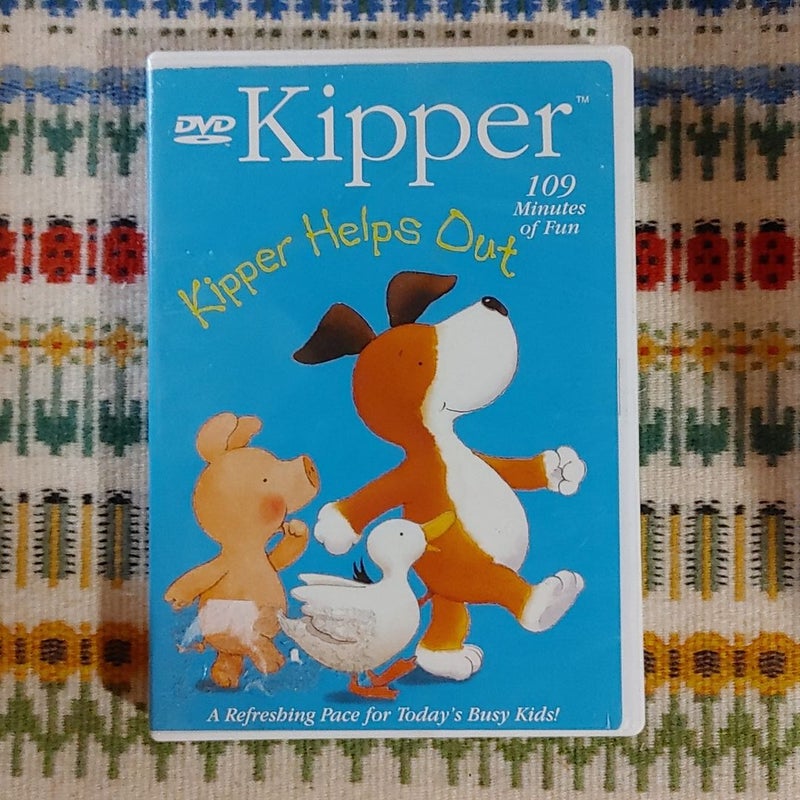 DVD
Kipper™
109
Minutes
of Fun
Kipper Helps Out
A Refreshing Pace for Today's Busy Kids!